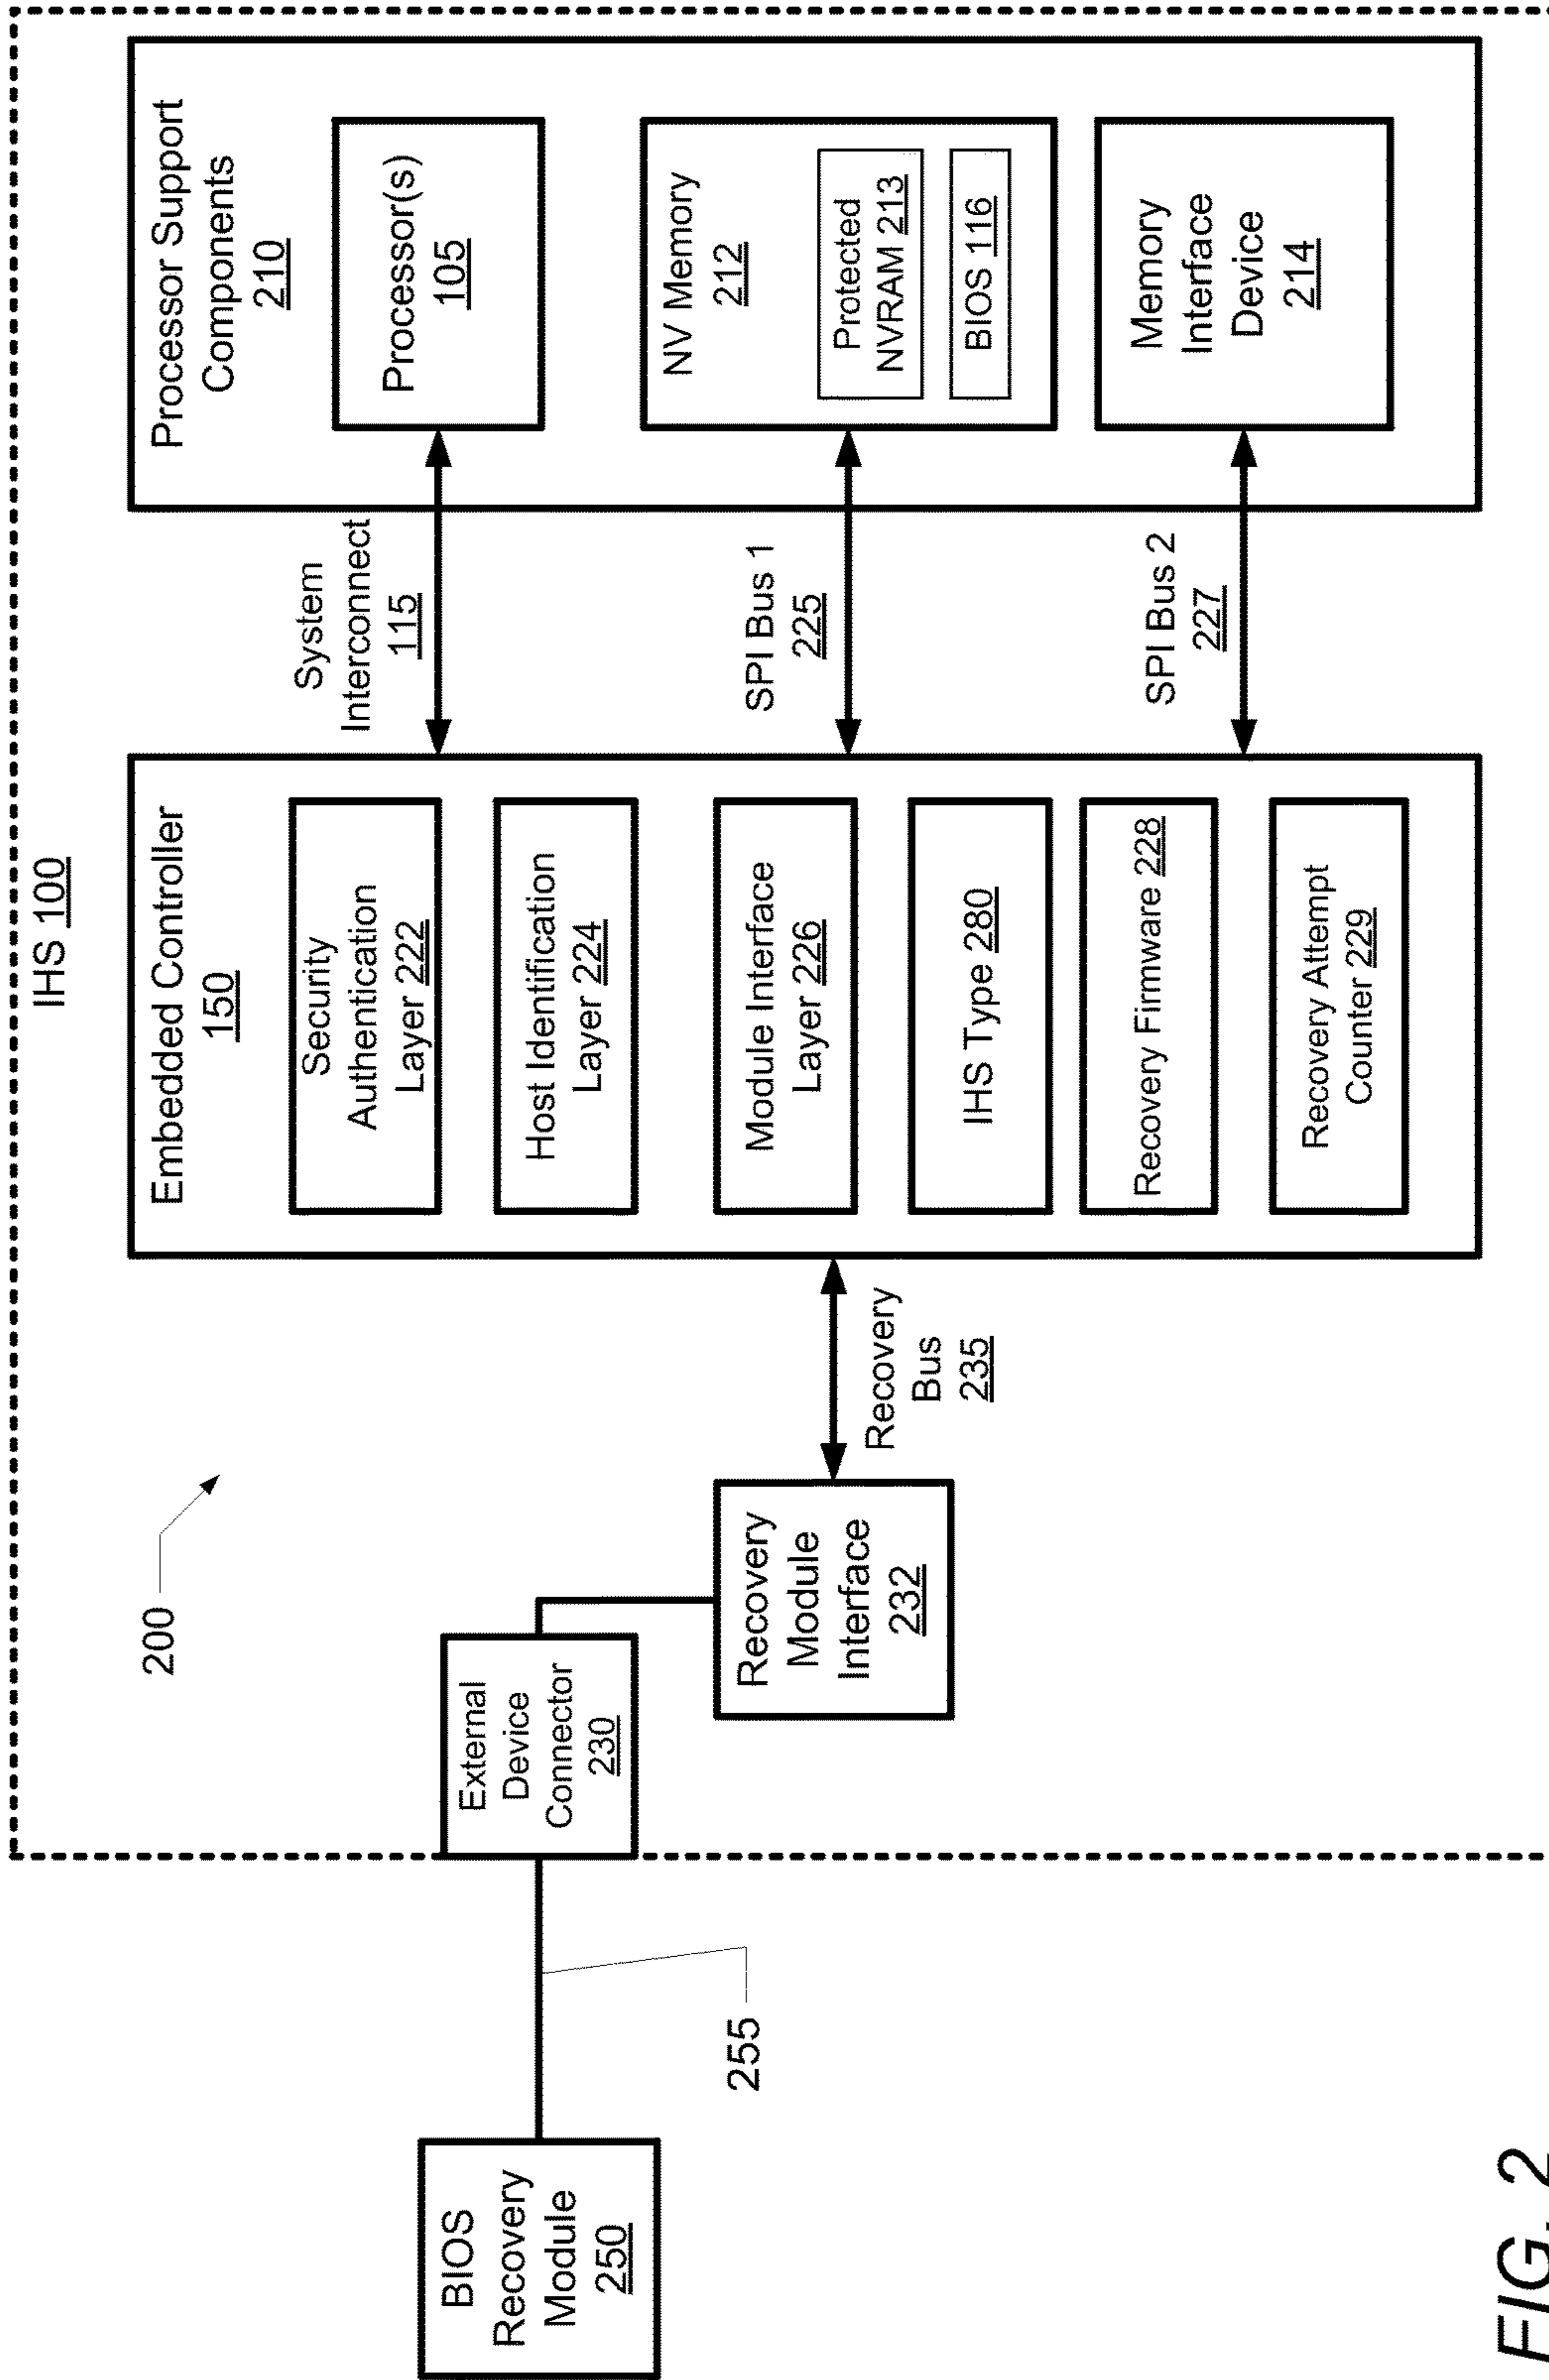 IHS 100
200
BIOS
Recovery
Module
250
255
External
Device
Connector
230
Recovery
Module
Interface
232
Recovery
Bus
235
Embedded Controller
150
Security
Authentication
Layer 222
Host Identification
Layer 224
Module Interface
Layer 226
IHS Type 280
Recovery Firmware 228
Recovery Attempt
Counter 229
System
Interconnect
115
SPI Bus 1
225
SPI Bus 2
227
Processor Support
Components
210
Processor(s)
105
NV Memory
212
Protected
NVRAM 213
BIOS 116
Memory
Interface
Device
214
FIG. 2